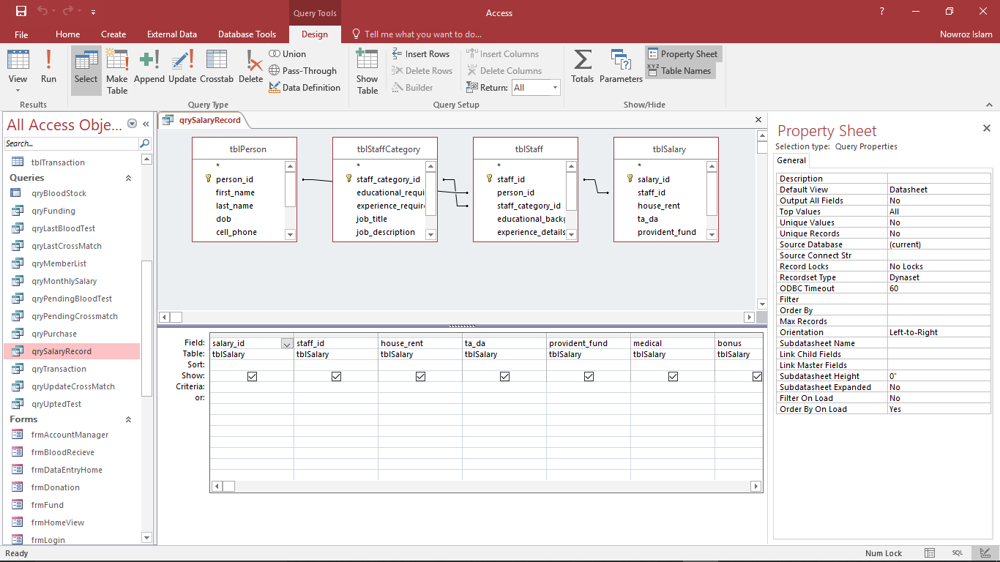 Query Tools
Access
?
File
Home
Create
External Data
Database Tools
Design
Tell me what you want to do...
Nowroz Islam
View
Run
Select
Make Table
Append
Update
Crosstab
Delete
Union
Pass-Through
Data Definition
Show Table
Insert Rows
Delete Rows
Builder
Insert Columns
Delete Columns
Return: All
Totals
Parameters
Property Sheet
XYZ
Table Names
Results
Query Type
Query Setup
Show/Hide
All Access Obje...
Search...
tblTransaction
Queries
qryBloodStock
qryFunding
qryLastBloodTest
qryLastCrossMatch
qryMemberList
qryMonthlySalary
qryPendingBloodTest
qryPendingCrossmatch
qryPurchase
qrySalaryRecord
qryTransaction
qryUpdateCrossMatch
qryUptedTest
Forms
frmAccountManager
frmBloodRecieve
frmDataEntryHome
frmDonation
frmFund
frmHomeView
frmLogin
qrySalaryRecord
tblPerson
*
person_id
first_name
last_name
dob
cell_phone
tblStaffCategory
*
staff_category_id
educational_requi
experience_requir
job_title
job_description
tblStaff
*
staff_id
person_id
staff_category_id
educational_backg
experience_details
tblSalary
*
salary_id
staff_id
house_rent
ta_da
provident_fund
Field: salary_id staff_id house_rent ta_da provident_fund medical bonus
Table: tblSalary tblSalary tblSalary tblSalary tblSalary tblSalary tblSalary
Sort:
Show:
Criteria:
or:
Property Sheet
Selection type: Query Properties
General
Description
Default View Datasheet
Output All Fields No
Top Values All
Unique Values No
Unique Records No
Source Database (current)
Source Connect Str
Record Locks No Locks
Recordset Type Dynaset
ODBC Timeout 60
Filter
Order By
Max Records
Orientation Left-to-Right
Subdatasheet Name
Link Child Fields
Link Master Fields
Subdatasheet Height 0"
Subdatasheet Expanded No
Filter On Load No
Order By On Load Yes
Ready
Num Lock
SQL